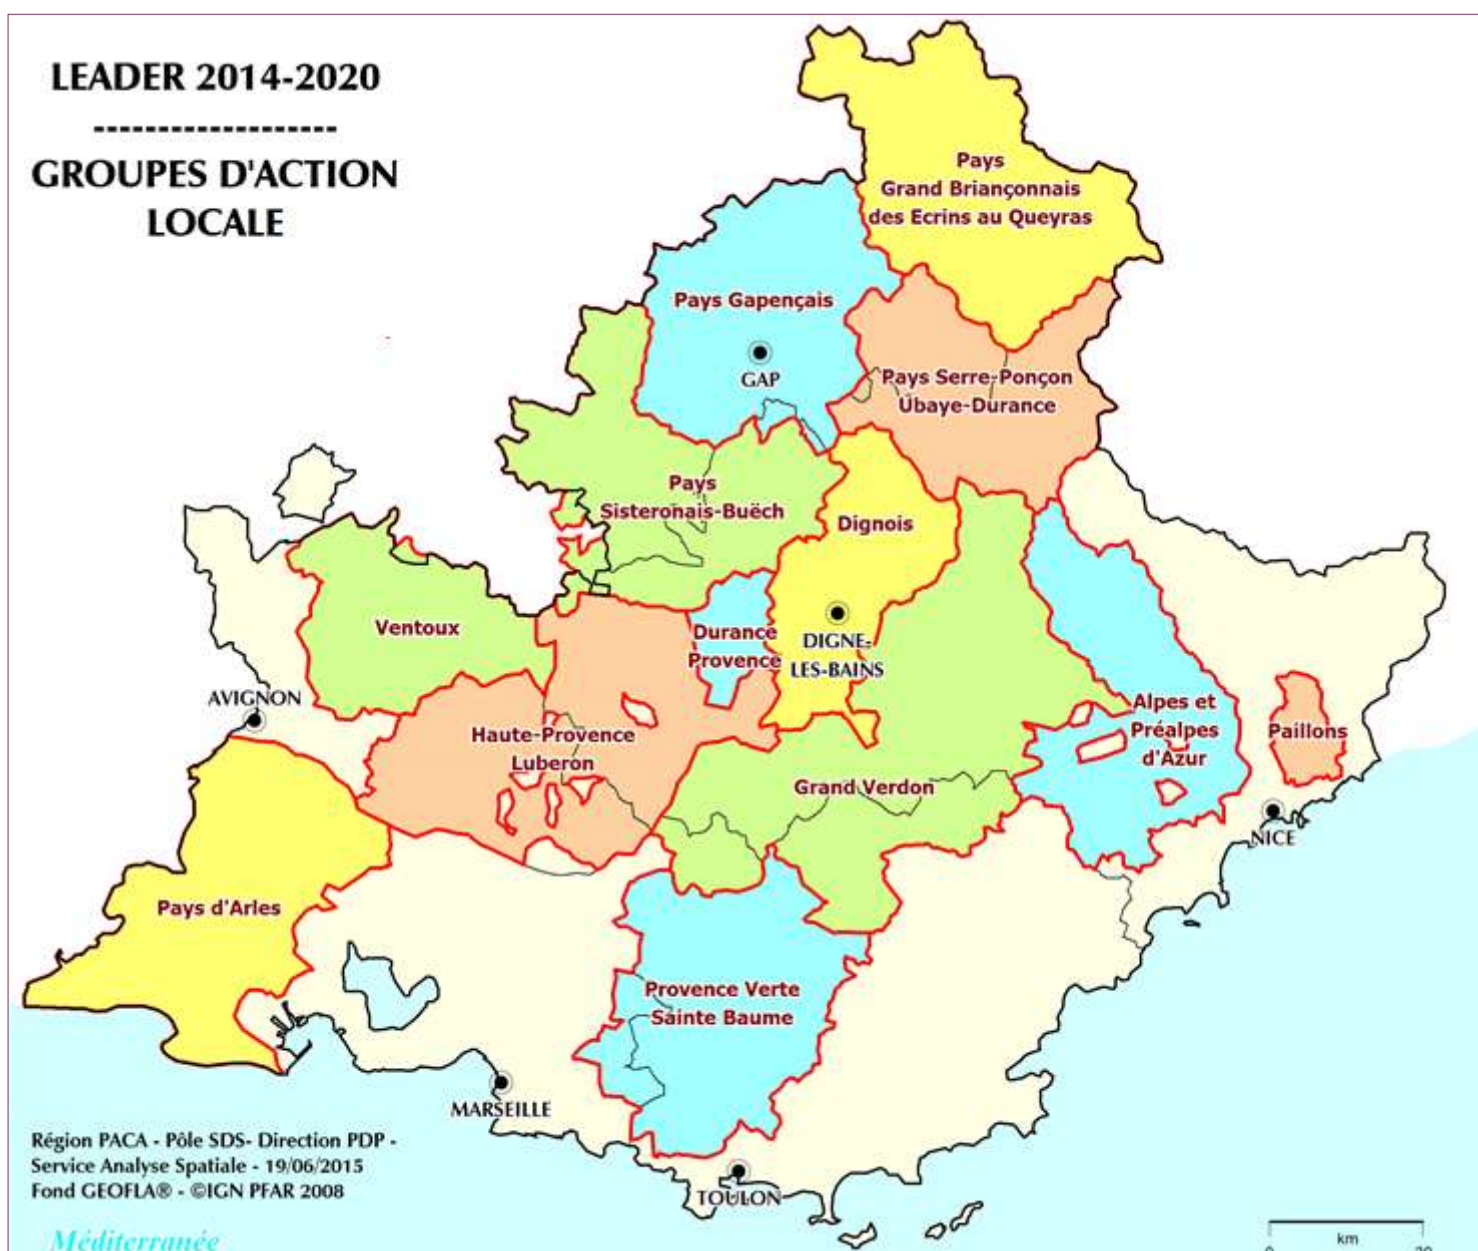 LEADER 2014-2020
-------------------
GROUPES D'ACTION
LOCALE
Pays
Grand Briançonnais
des Ecrins au Queyras
Pays Gapençais
GAP
Pays Serre-Ponçon
Ubaye-Durance
Pays
Sisteronais-Buëch
Dignois
Ventoux
Durance
Provence
DIGNE-
LES-BAINS
AVIGNON
Haute-Provence
Luberon
Alpes et
Préalpes
d'Azur
Paillons
Grand Verdon
NICE
Pays d'Arles
Provence Verte
Sainte Baume
MARSEILLE
TOULON
Région PACA - Pôle SDS- Direction PDP -
Service Analyse Spatiale - 19/06/2015
Fond GEOFLA® - ©IGN PFAR 2008
Méditerranée
km